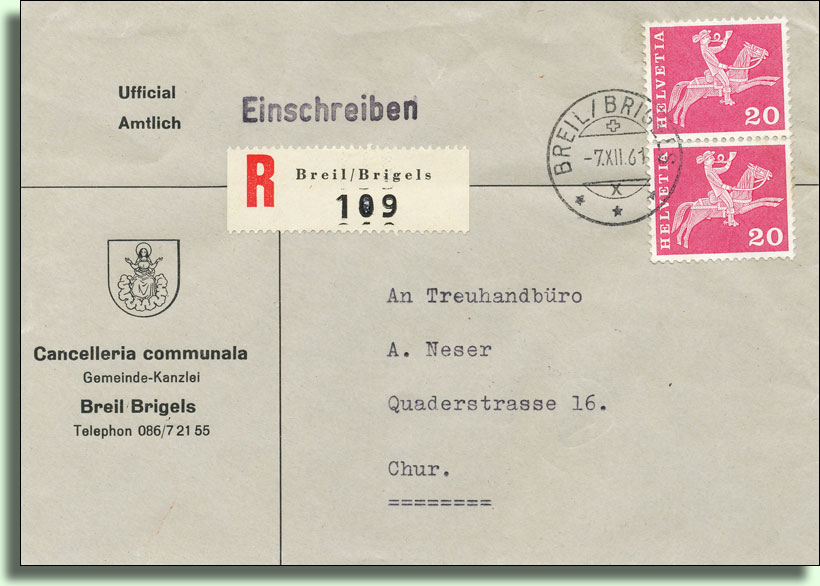 Uffical
Amtlich
Einschreiben
R
Breil/Brigels
109
BREIL/BRIG
-7.XII.61
X
HELVETIA
20
HELVETIA
20
Cancelleria communala
Gemeinde-Kanzlei
Breil/Brigels
Telephon 086/7 21 55
An Treuhandbüro
A. Neser
Quaderstrasse 16.
Chur.
========